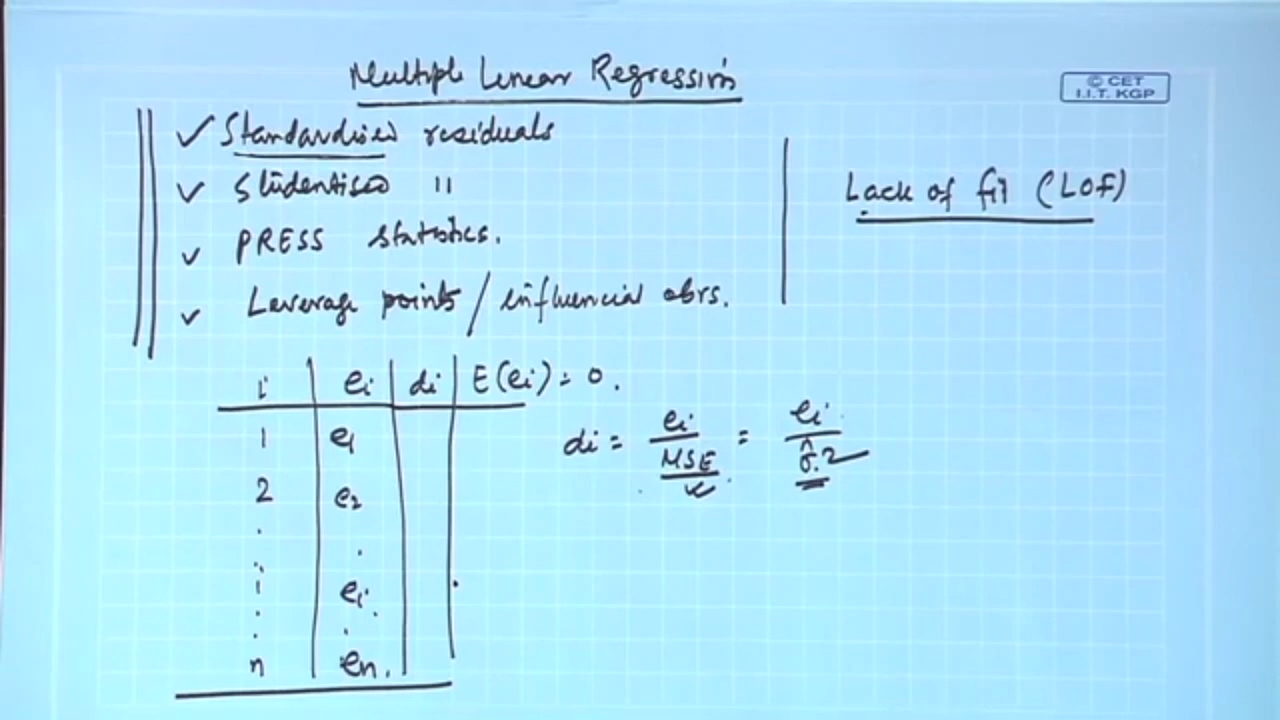 Multiple Linear Regression
© CET
I.I.T. KGP
✓ Standardised residuals
✓ Studentised "
✓ PRESS statistics.
✓ Leverage points / influencial obrs.
Lack of fit (LOF)
i | ei | di | E(ei) = 0.
1 e1
2 e2
. .
i ei
. .
n en.
di = ei / MSE = ei / σ̂^2